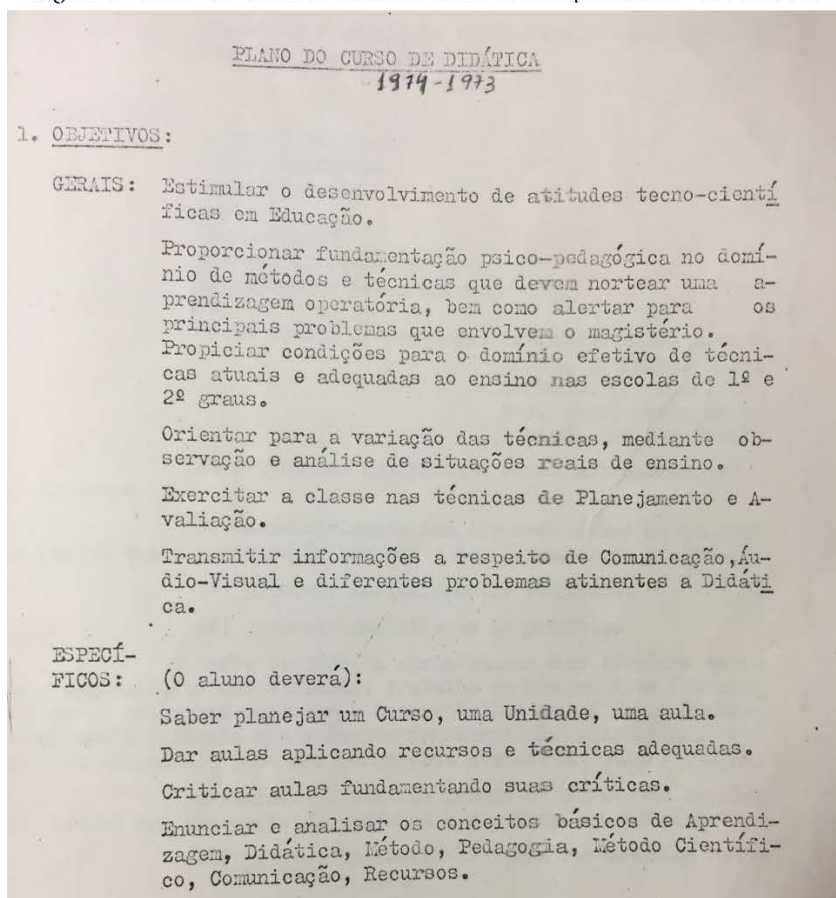 PLANO DO CURSO DE DIDÁTICA
1974-1973
1. OBJETIVOS:
GERAIS: Estimular o desenvolvimento de atitudes tecno-cientí
ficas em Educação.
Proporcionar fundamentação psico-pedagógica no domí-
nio de métodos e técnicas que devem nortear uma a-
prendizagem operatória, bem como alertar para os
principais problemas que envolvem o magistério.
Propiciar condições para o domínio efetivo de técni-
cas atuais e adequadas ao ensino nas escolas de 1º e
2º graus.
Orientar para a variação das técnicas, mediante ob-
servação e análise de situações reais de ensino.
Exercitar a classe nas técnicas de Planejamento e A-
valiação.
Transmitir informações a respeito de Comunicação,Áu-
dio-Visual e diferentes problemas atinentes a Didáti
ca.
ESPECÍ-
FICOS: (O aluno deverá):
Saber planejar um Curso, uma Unidade, uma aula.
Dar aulas aplicando recursos e técnicas adequadas.
Criticar aulas fundamentando suas críticas.
Enunciar e analisar os conceitos básicos de Aprendi-
zagem, Didática, Método, Pedagogia, Método Científi-
co, Comunicação, Recursos.